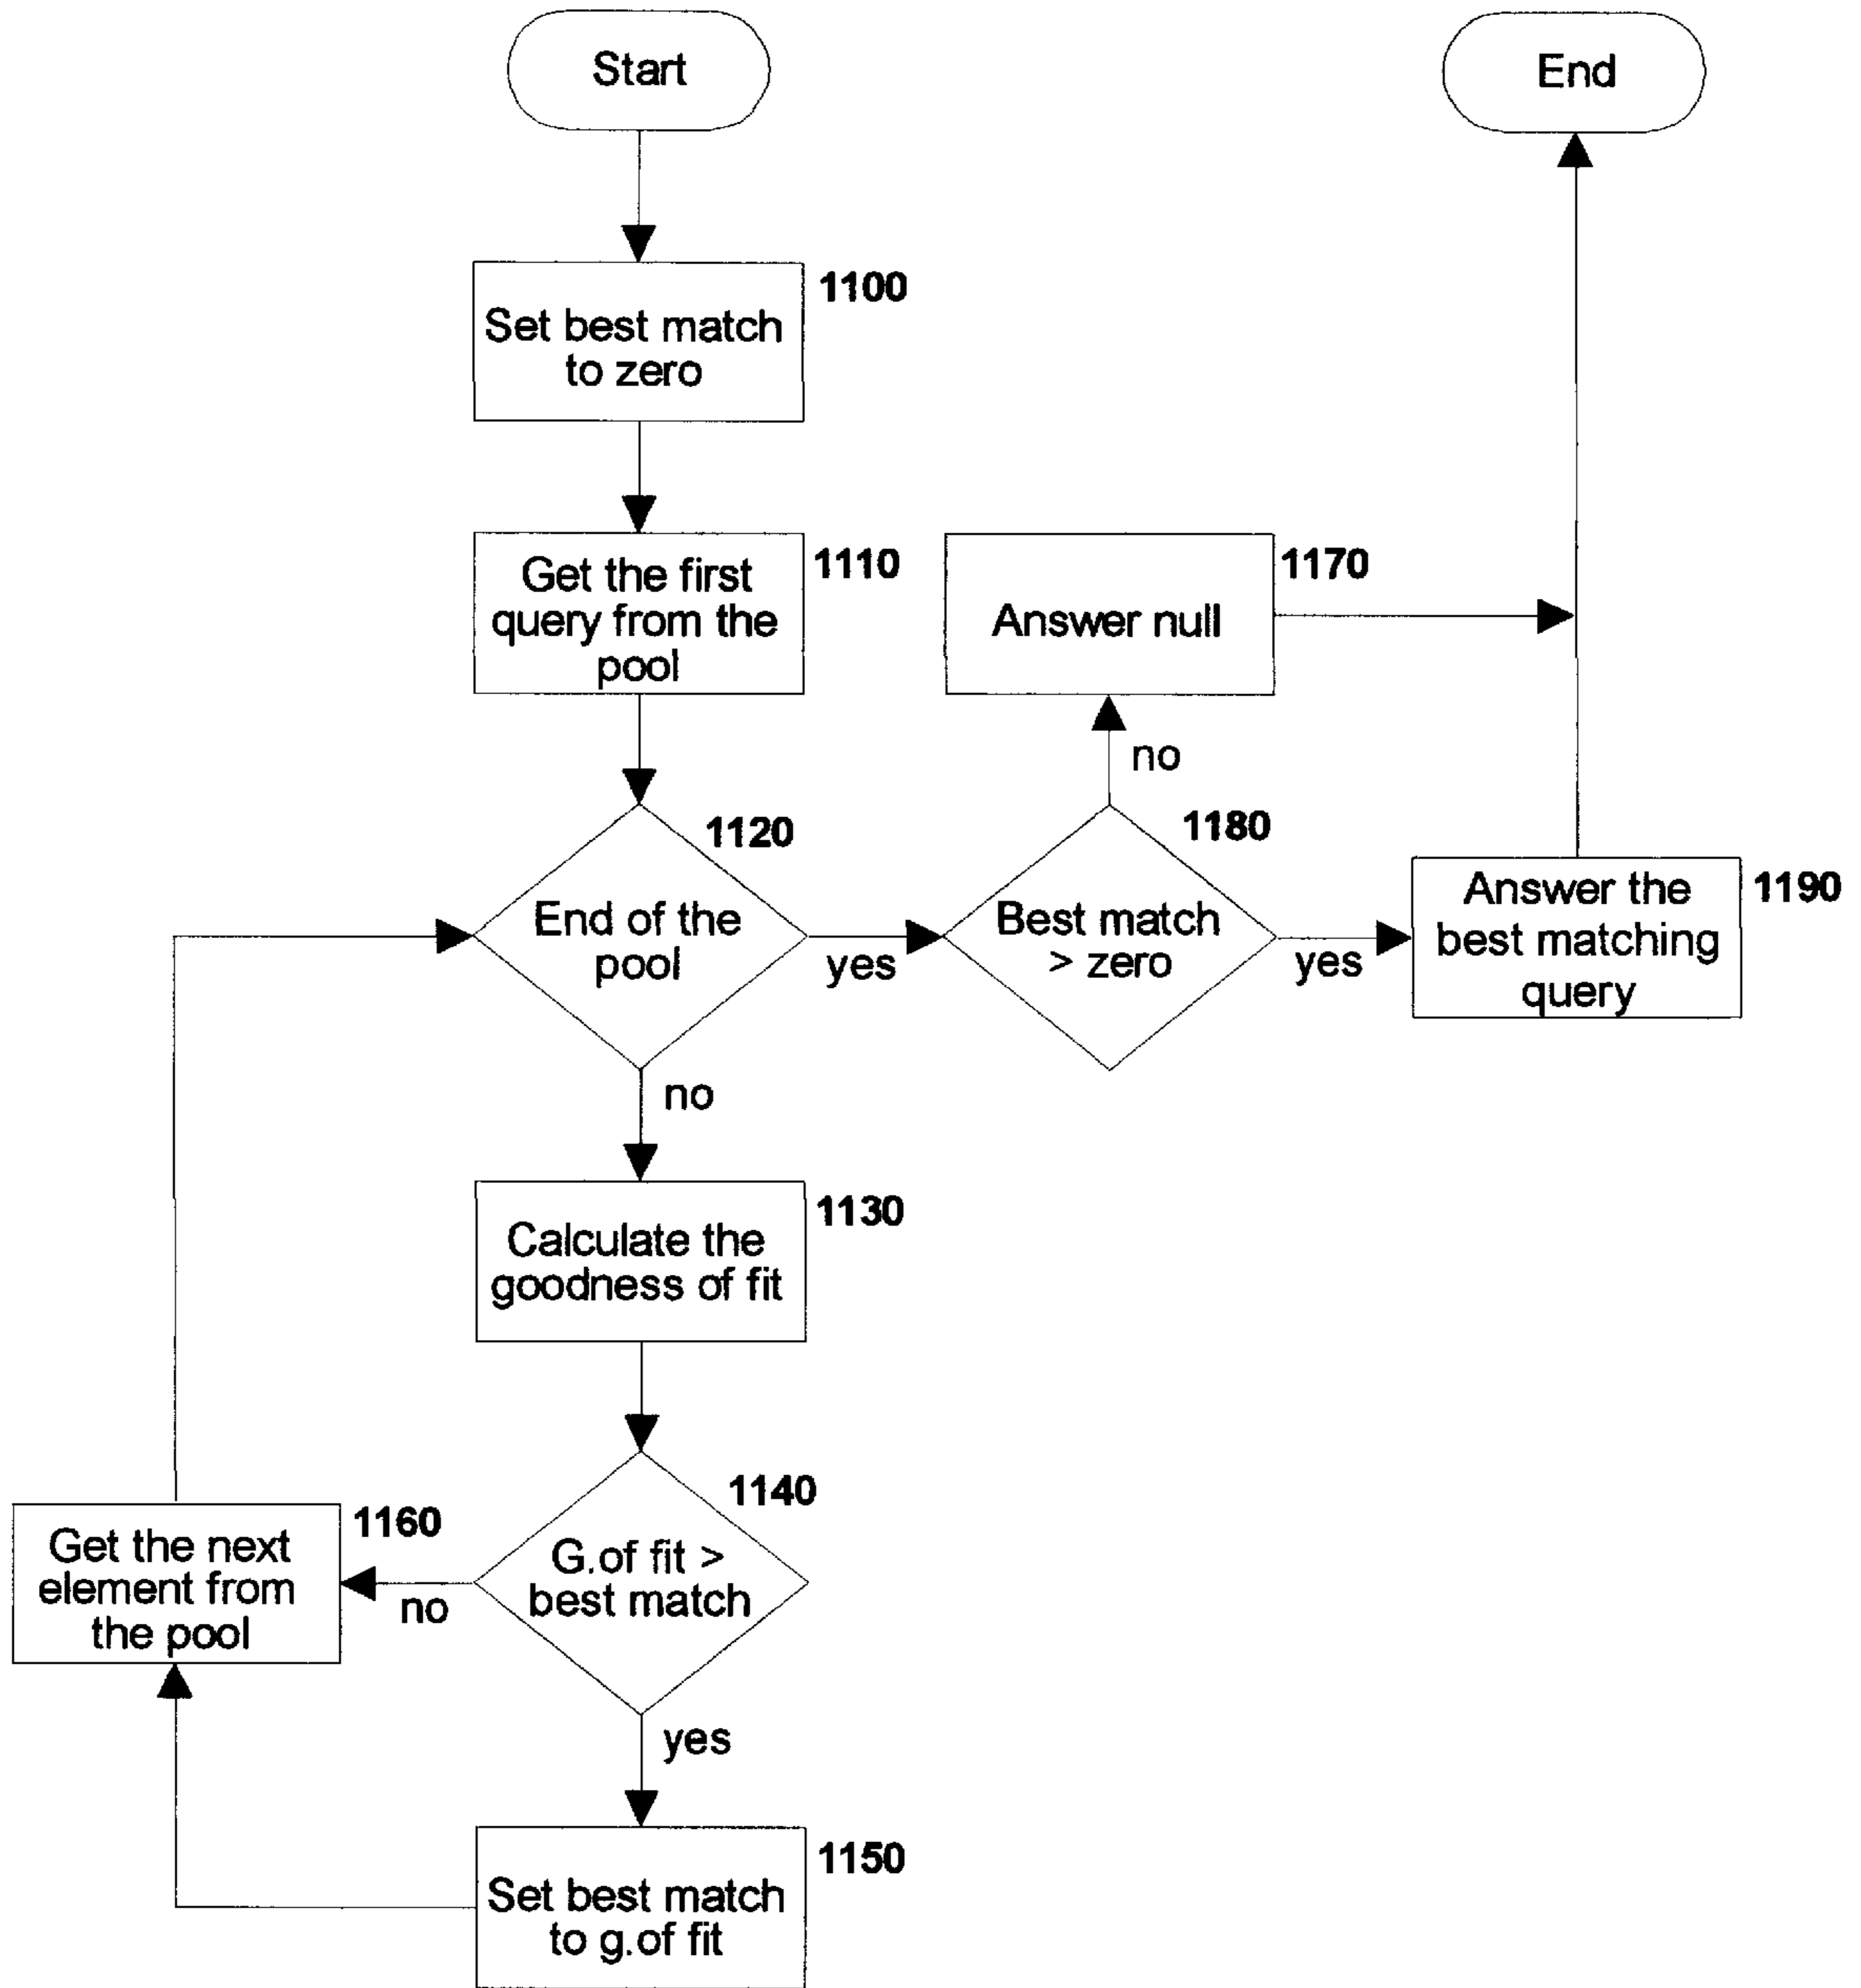 Start
End
1100
Set best match
to zero
1110
Get the first
query from the
pool
1170
Answer null
no
1120
End of the
pool
yes
1180
Best match
> zero
yes
1190
Answer the
best matching
query
no
1130
Calculate the
goodness of fit
1140
G.of fit >
best match
no
1160
Get the next
element from
the pool
yes
1150
Set best match
to g.of fit